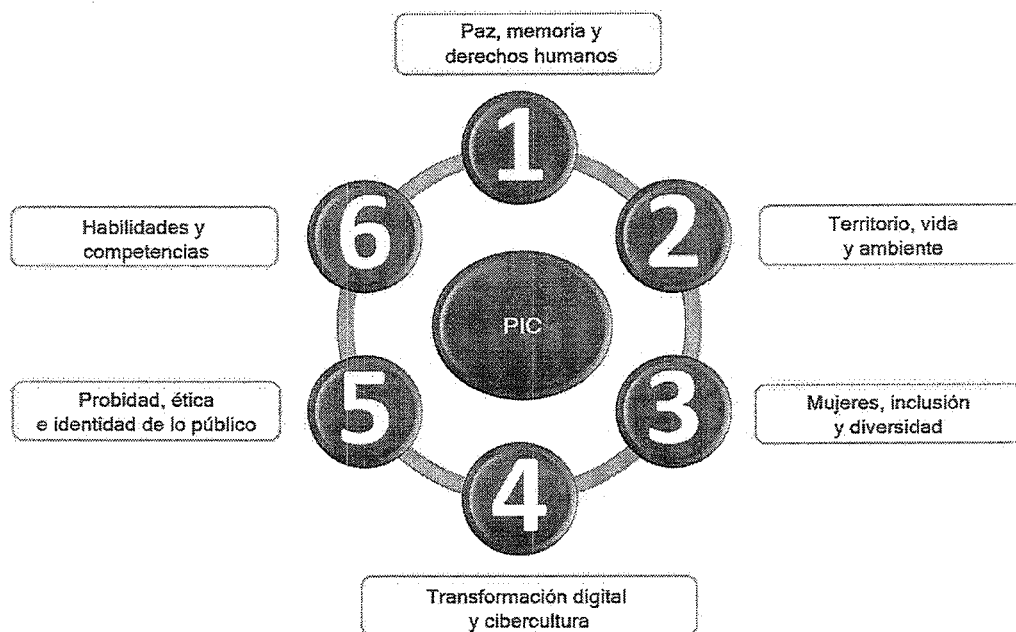 Paz, memoria y
derechos humanos
1
2
Territorio, vida
y ambiente
3
Mujeres, inclusión
y diversidad
4
Transformación digital
y cibercultura
5
Probidad, ética
e identidad de lo público
6
Habilidades y
competencias
PIC